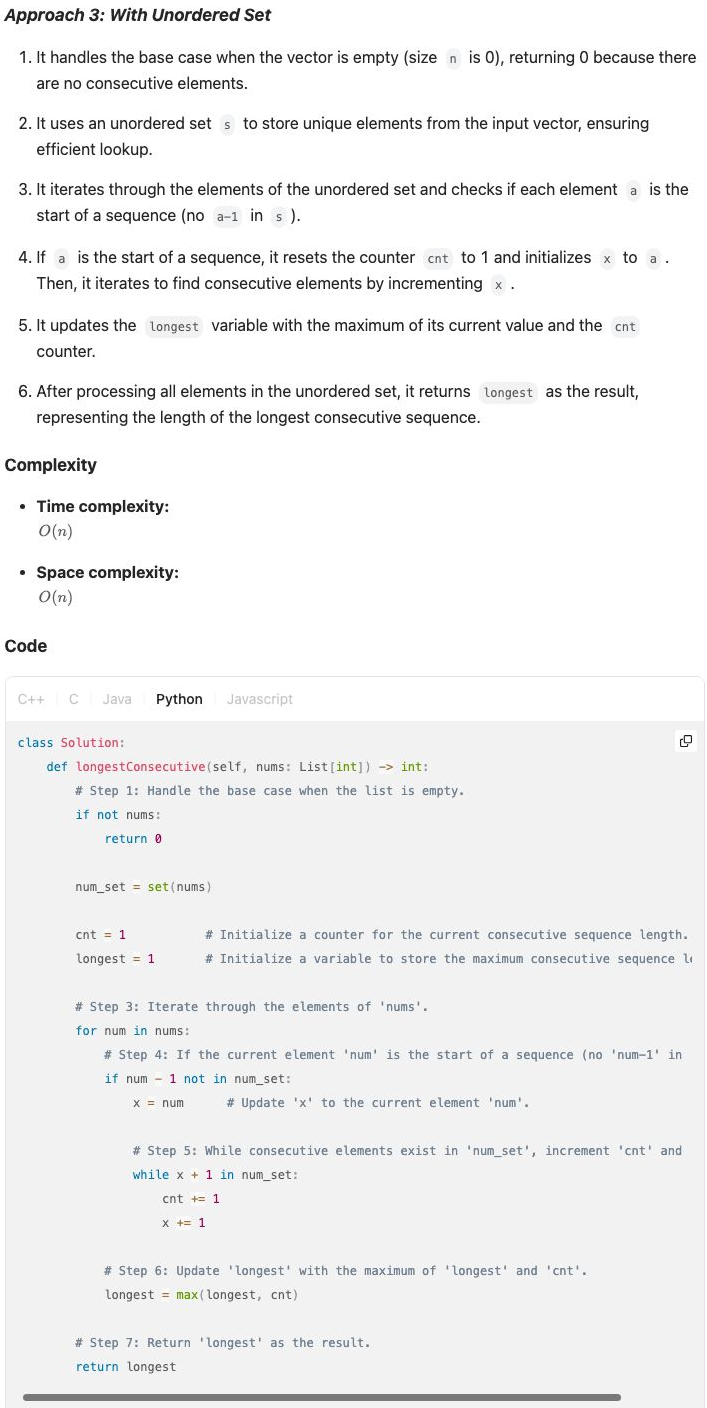 Approach 3: With Unordered Set
1. It handles the base case when the vector is empty (size n is 0), returning 0 because there
are no consecutive elements.
2. It uses an unordered set s to store unique elements from the input vector, ensuring
efficient lookup.
3. It iterates through the elements of the unordered set and checks if each element a is the
start of a sequence (no a-1 in s ).
4. If a is the start of a sequence, it resets the counter cnt to 1 and initializes x to a .
Then, it iterates to find consecutive elements by incrementing x .
5. It updates the longest variable with the maximum of its current value and the cnt
counter.
6. After processing all elements in the unordered set, it returns longest as the result,
representing the length of the longest consecutive sequence.
Complexity
• Time complexity:
O(n)
• Space complexity:
O(n)
Code
C++ C Java Python Javascript
class Solution:
    def longestConsecutive(self, nums: List[int]) -> int:
        # Step 1: Handle the base case when the list is empty.
        if not nums:
            return 0
        num_set = set(nums)
        cnt = 1           # Initialize a counter for the current consecutive sequence length.
        longest = 1       # Initialize a variable to store the maximum consecutive sequence
        # Step 3: Iterate through the elements of 'nums'.
        for num in nums:
            # Step 4: If the current element 'num' is the start of a sequence (no 'num-1' in
            if num - 1 not in num_set:
                x = num      # Update 'x' to the current element 'num'.
                # Step 5: While consecutive elements exist in 'num_set', increment 'cnt' and
                while x + 1 in num_set:
                    cnt += 1
                    x += 1
            # Step 6: Update 'longest' with the maximum of 'longest' and 'cnt'.
            longest = max(longest, cnt)
        # Step 7: Return 'longest' as the result.
        return longest